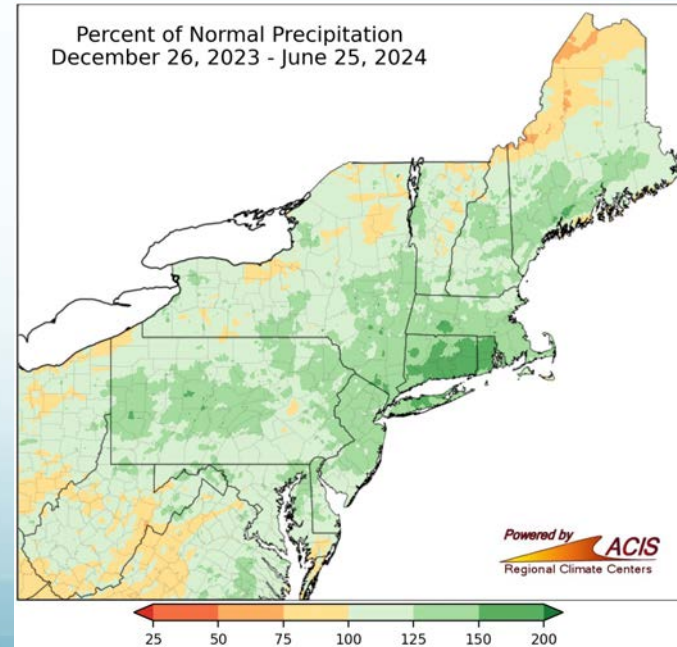 Percent of Normal Precipitation
December 26, 2023 - June 25, 2024
Powered by
ACIS
Regional Climate Centers
25 50 75 100 125 150 200